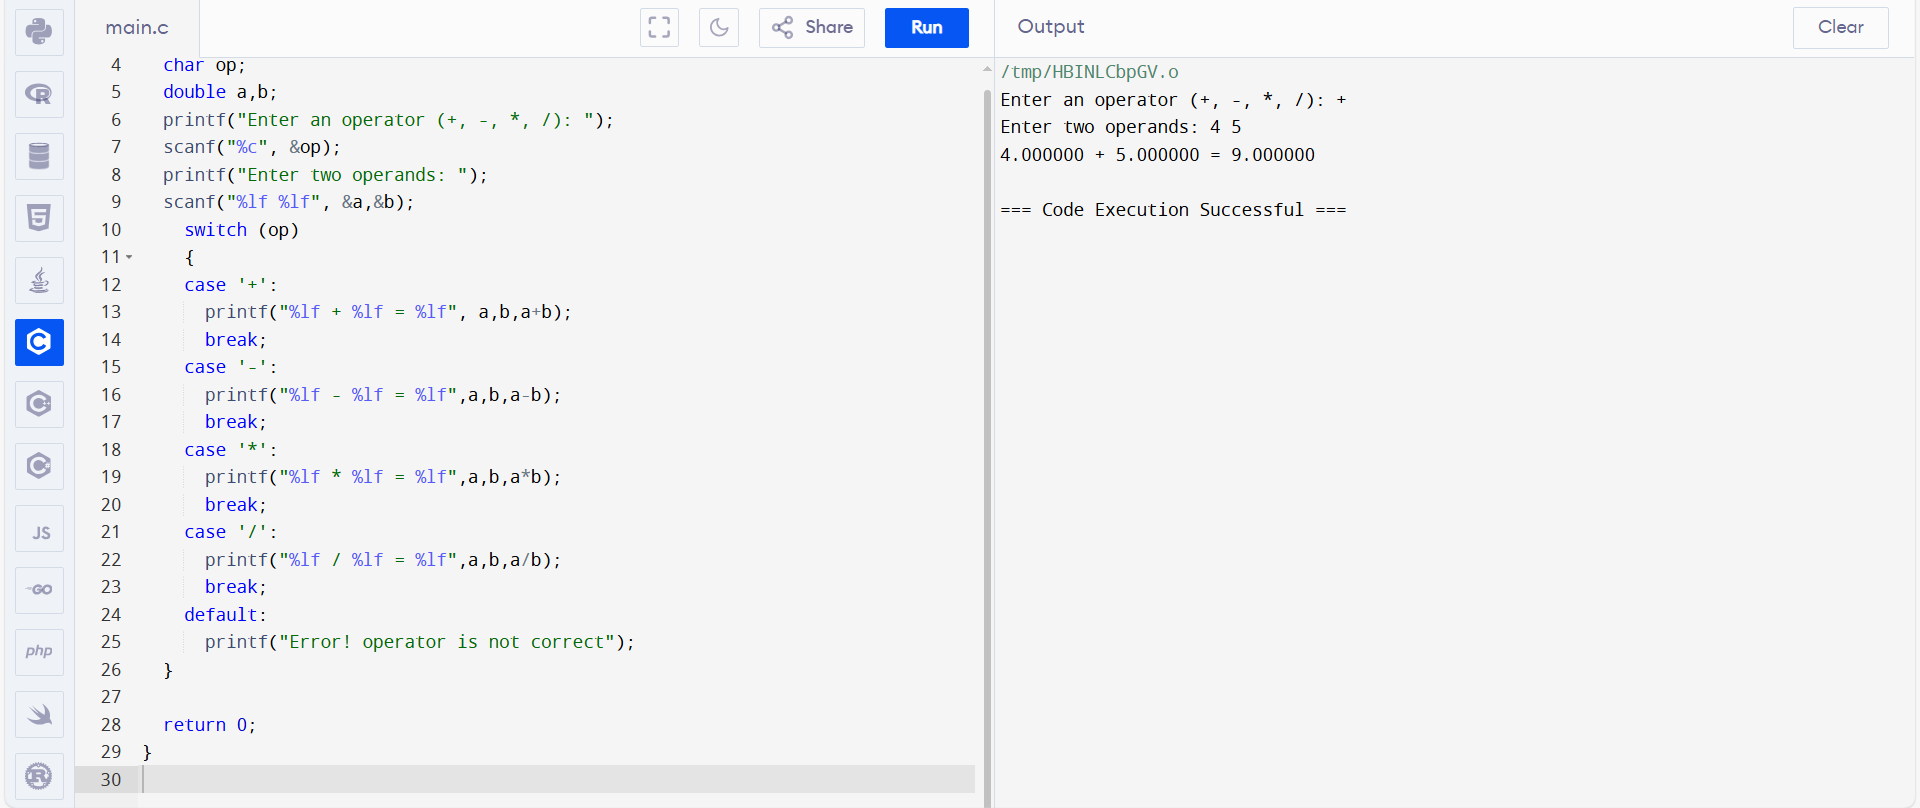 main.c
Share
Run
Output
Clear
4 char op;
5 double a,b;
6 printf("Enter an operator (+, -, *, /): ");
7 scanf("%c", &op);
8 printf("Enter two operands: ");
9 scanf("%lf %lf", &a,&b);
10 switch (op)
11 {
12 case '+':
13 printf("%lf + %lf = %lf", a,b,a+b);
14 break;
15 case '-':
16 printf("%lf - %lf = %lf",a,b,a-b);
17 break;
18 case '*':
19 printf("%lf * %lf = %lf",a,b,a*b);
20 break;
21 case '/':
22 printf("%lf / %lf = %lf",a,b,a/b);
23 break;
24 default:
25 printf("Error! operator is not correct");
26 }
27
28 return 0;
29 }
30
/tmp/HBINLCbpGV.o
Enter an operator (+, -, *, /): +
Enter two operands: 4 5
4.000000 + 5.000000 = 9.000000
=== Code Execution Successful ===
R
5
C
C
C
JS
GO
php
R